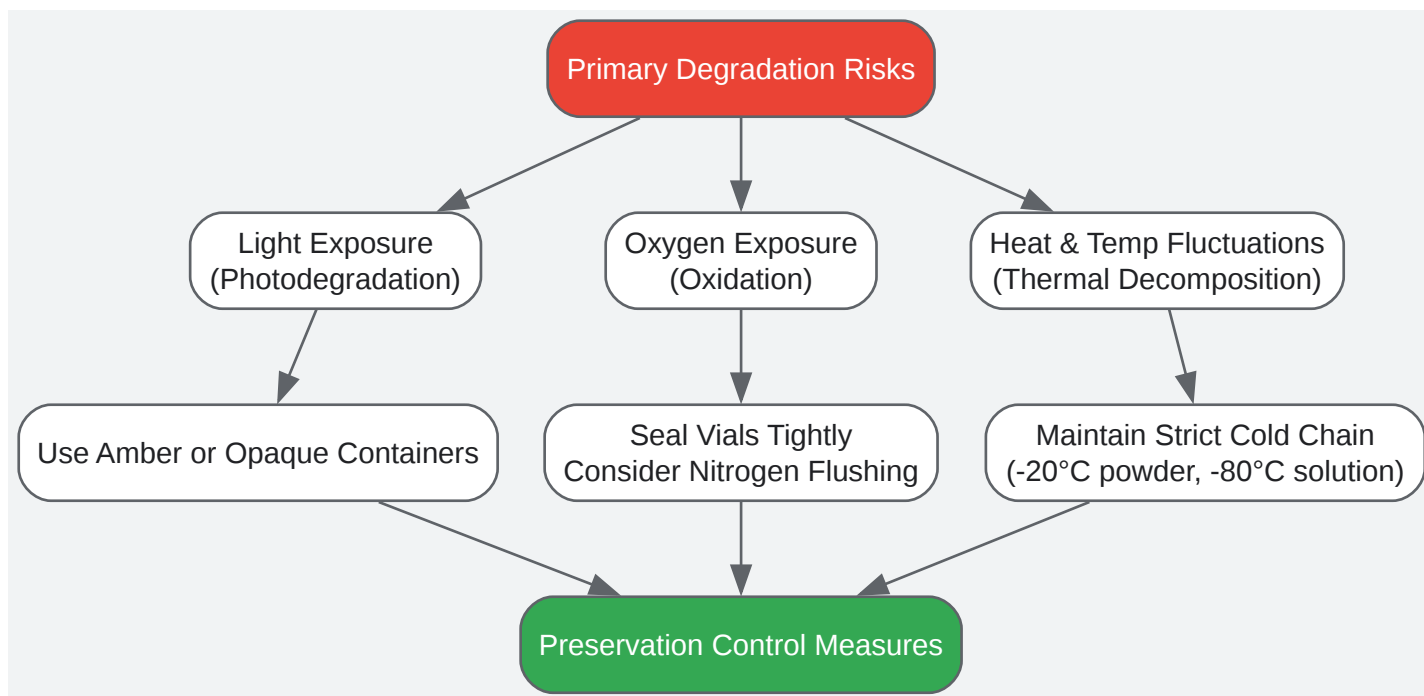 Primary Degradation Risks
Light Exposure
(Photodegradation)
Oxygen Exposure
(Oxidation)
Heat & Temp Fluctuations
(Thermal Decomposition)
Use Amber or Opaque Containers
Seal Vials Tightly
Consider Nitrogen Flushing
Maintain Strict Cold Chain
(-20°C powder, -80°C solution)
Preservation Control Measures